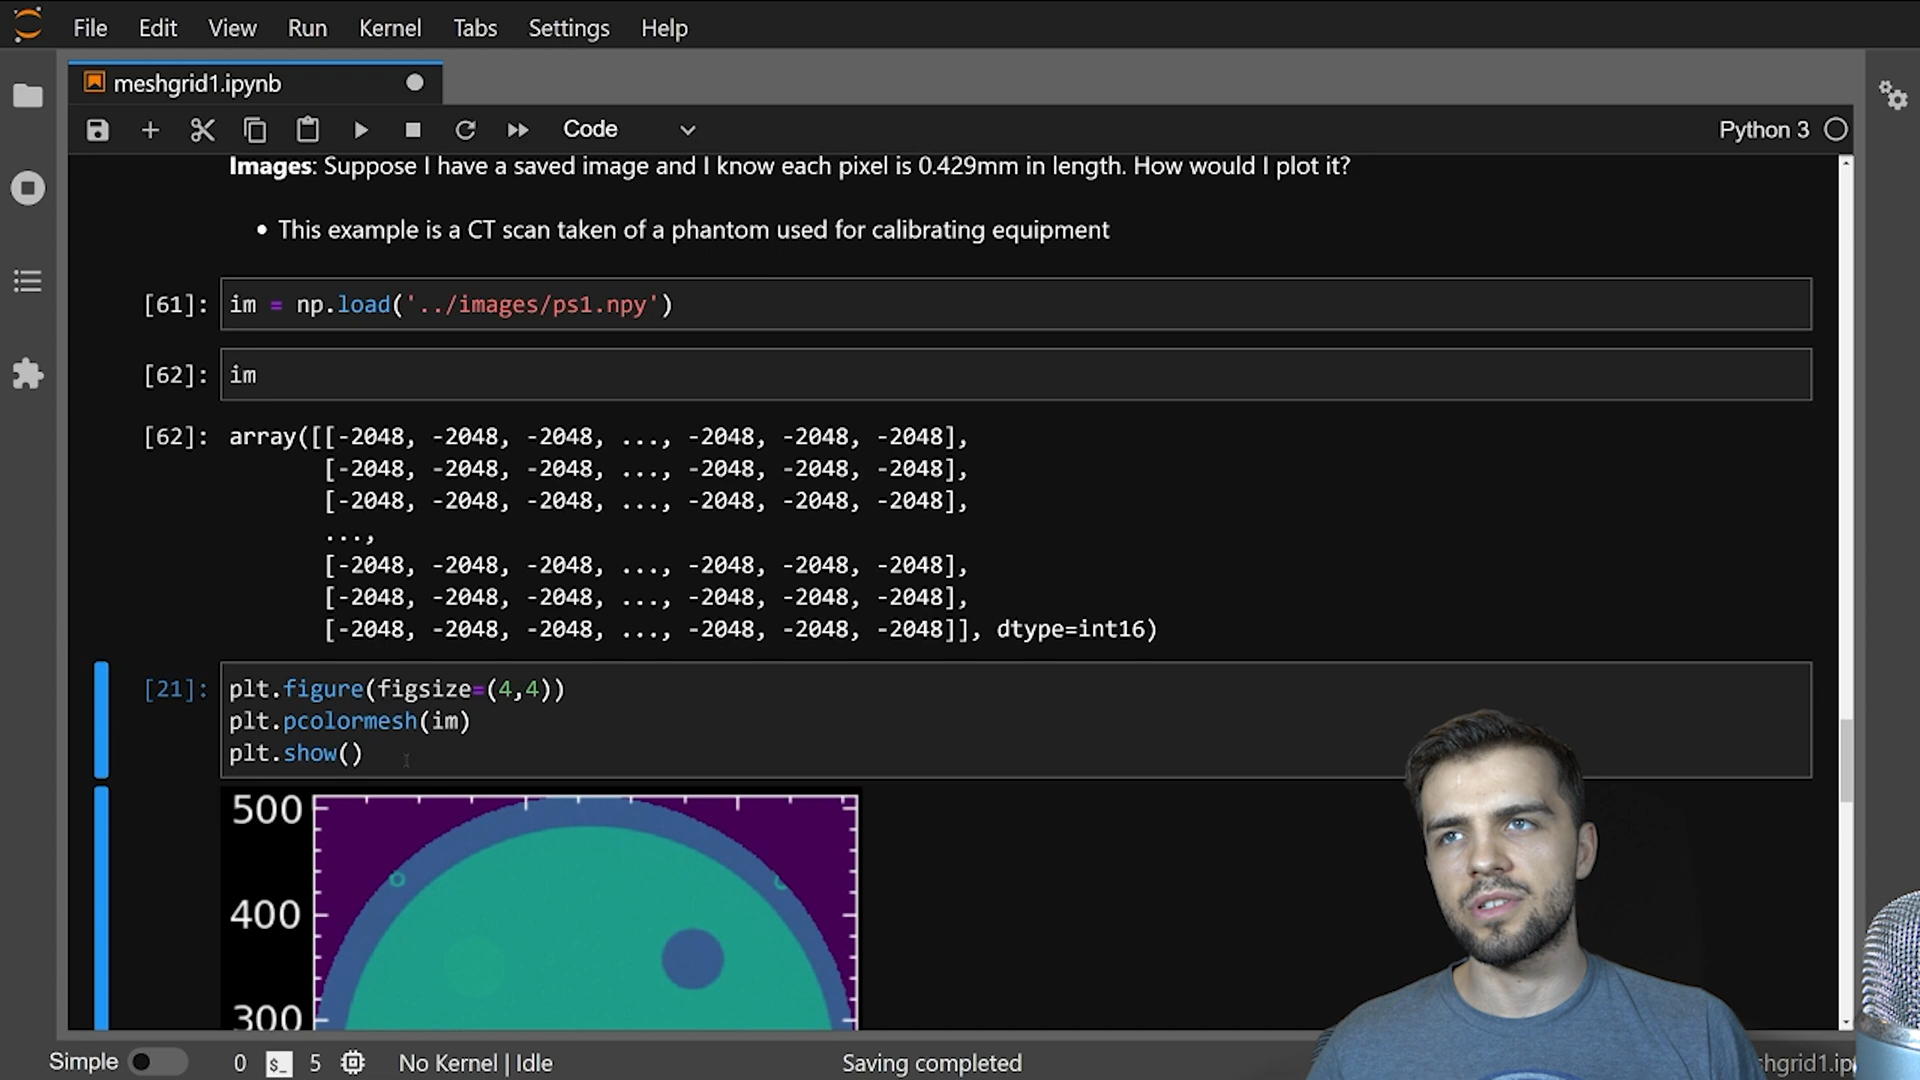 File Edit View Run Kernel Tabs Settings Help
meshgrid1.ipynb
Code Python 3
Images: Suppose I have a saved image and I know each pixel is 0.429mm in length. How would I plot it?
• This example is a CT scan taken of a phantom used for calibrating equipment
[61]: im = np.load('../images/ps1.npy')
[62]: im
[62]: array([[-2048, -2048, -2048, ..., -2048, -2048, -2048],
[-2048, -2048, -2048, ..., -2048, -2048, -2048],
[-2048, -2048, -2048, ..., -2048, -2048, -2048],
...,
[-2048, -2048, -2048, ..., -2048, -2048, -2048],
[-2048, -2048, -2048, ..., -2048, -2048, -2048],
[-2048, -2048, -2048, ..., -2048, -2048, -2048]], dtype=int16)
[21]: plt.figure(figsize=(4,4))
plt.pcolormesh(im)
plt.show()
500
400
300
Simple 0 $_ 5 No Kernel | Idle Saving completed